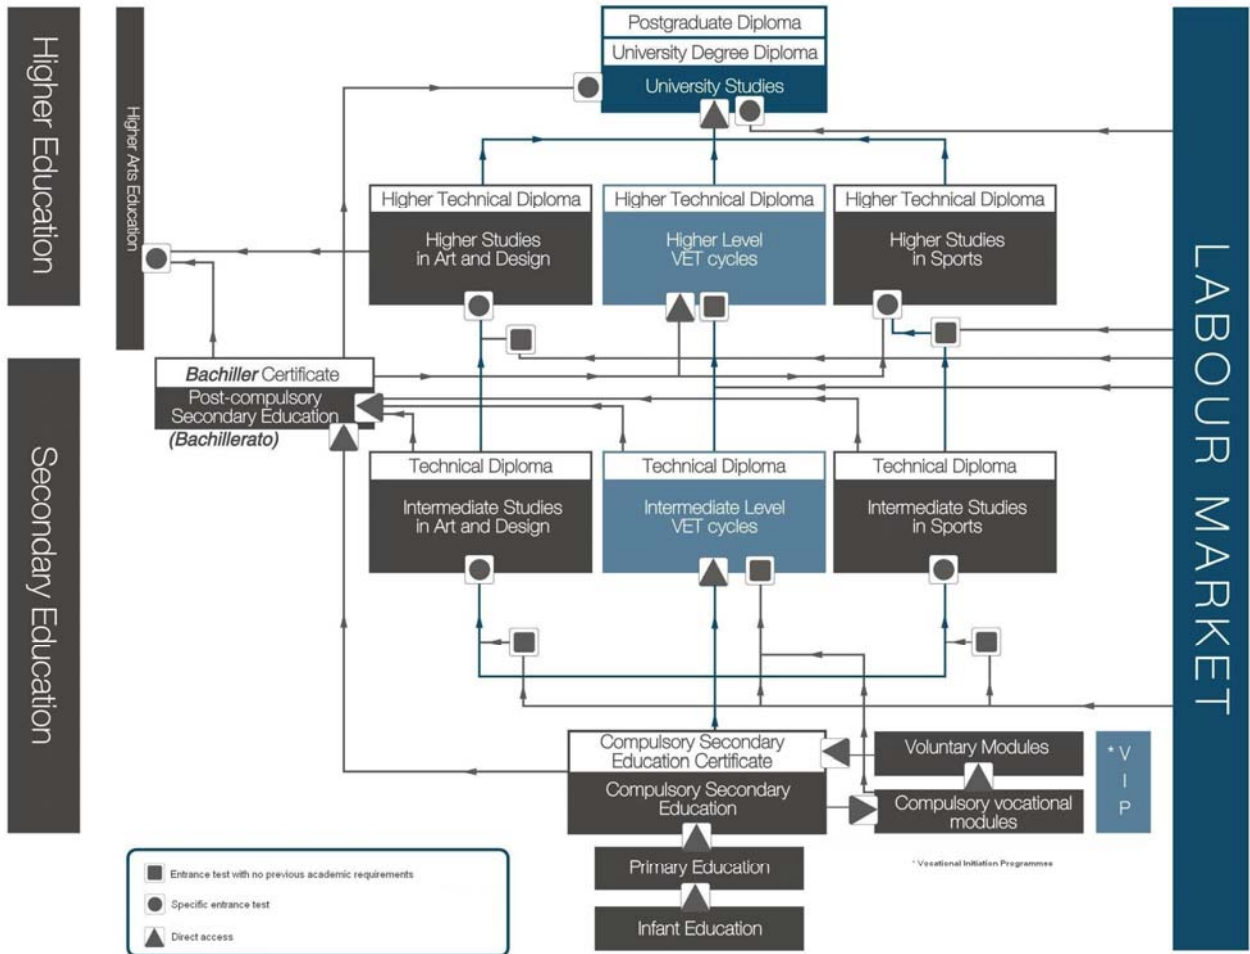 Higher Education
Higher Arts Education
Postgraduate Diploma
University Degree Diploma
University Studies
Higher Technical Diploma
Higher Studies
in Art and Design
Higher Technical Diploma
Higher Level
VET cycles
Higher Technical Diploma
Higher Studies
in Sports
LABOUR MARKET
Secondary Education
Bachiller Certificate
Post-compulsory
Secondary Education
(Bachillerato)
Technical Diploma
Intermediate Studies
in Art and Design
Technical Diploma
Intermediate Level
VET cycles
Technical Diploma
Intermediate Studies
in Sports
Compulsory Secondary
Education Certificate
Compulsory Secondary
Education
Voluntary Modules
Compulsory vocational
modules
* V
I
P
Primary Education
Infant Education
* Vocational Initiation Programmes
Entrance test with no previous academic requirements
Specific entrance test
Direct access